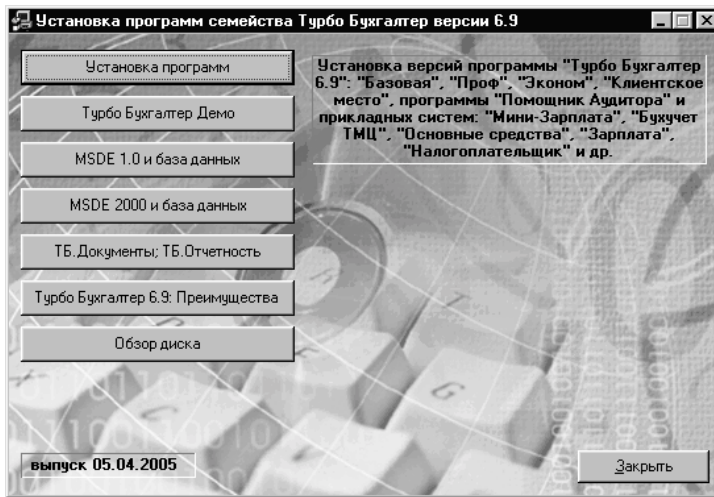 Установка программ семейства Турбо Бухгалтер версии 6.9
Установка программ
Турбо Бухгалтер Демо
MSDE 1.0 и база данных
MSDE 2000 и база данных
ТБ.Документы; ТБ.Отчетность
Турбо Бухгалтер 6.9: Преимущества
Обзор диска
Установка версий программы "Турбо Бухгалтер
6.9": "Базовая", "Проф", "Эконом", "Клиентское
место", программы "Помощник Аудитора" и
прикладных систем: "Мини-Зарплата", "Бухучет
ТМЦ", "Основные средства", "Зарплата",
"Налогоплательщик" и др.
выпуск 05.04.2005
Закрыть